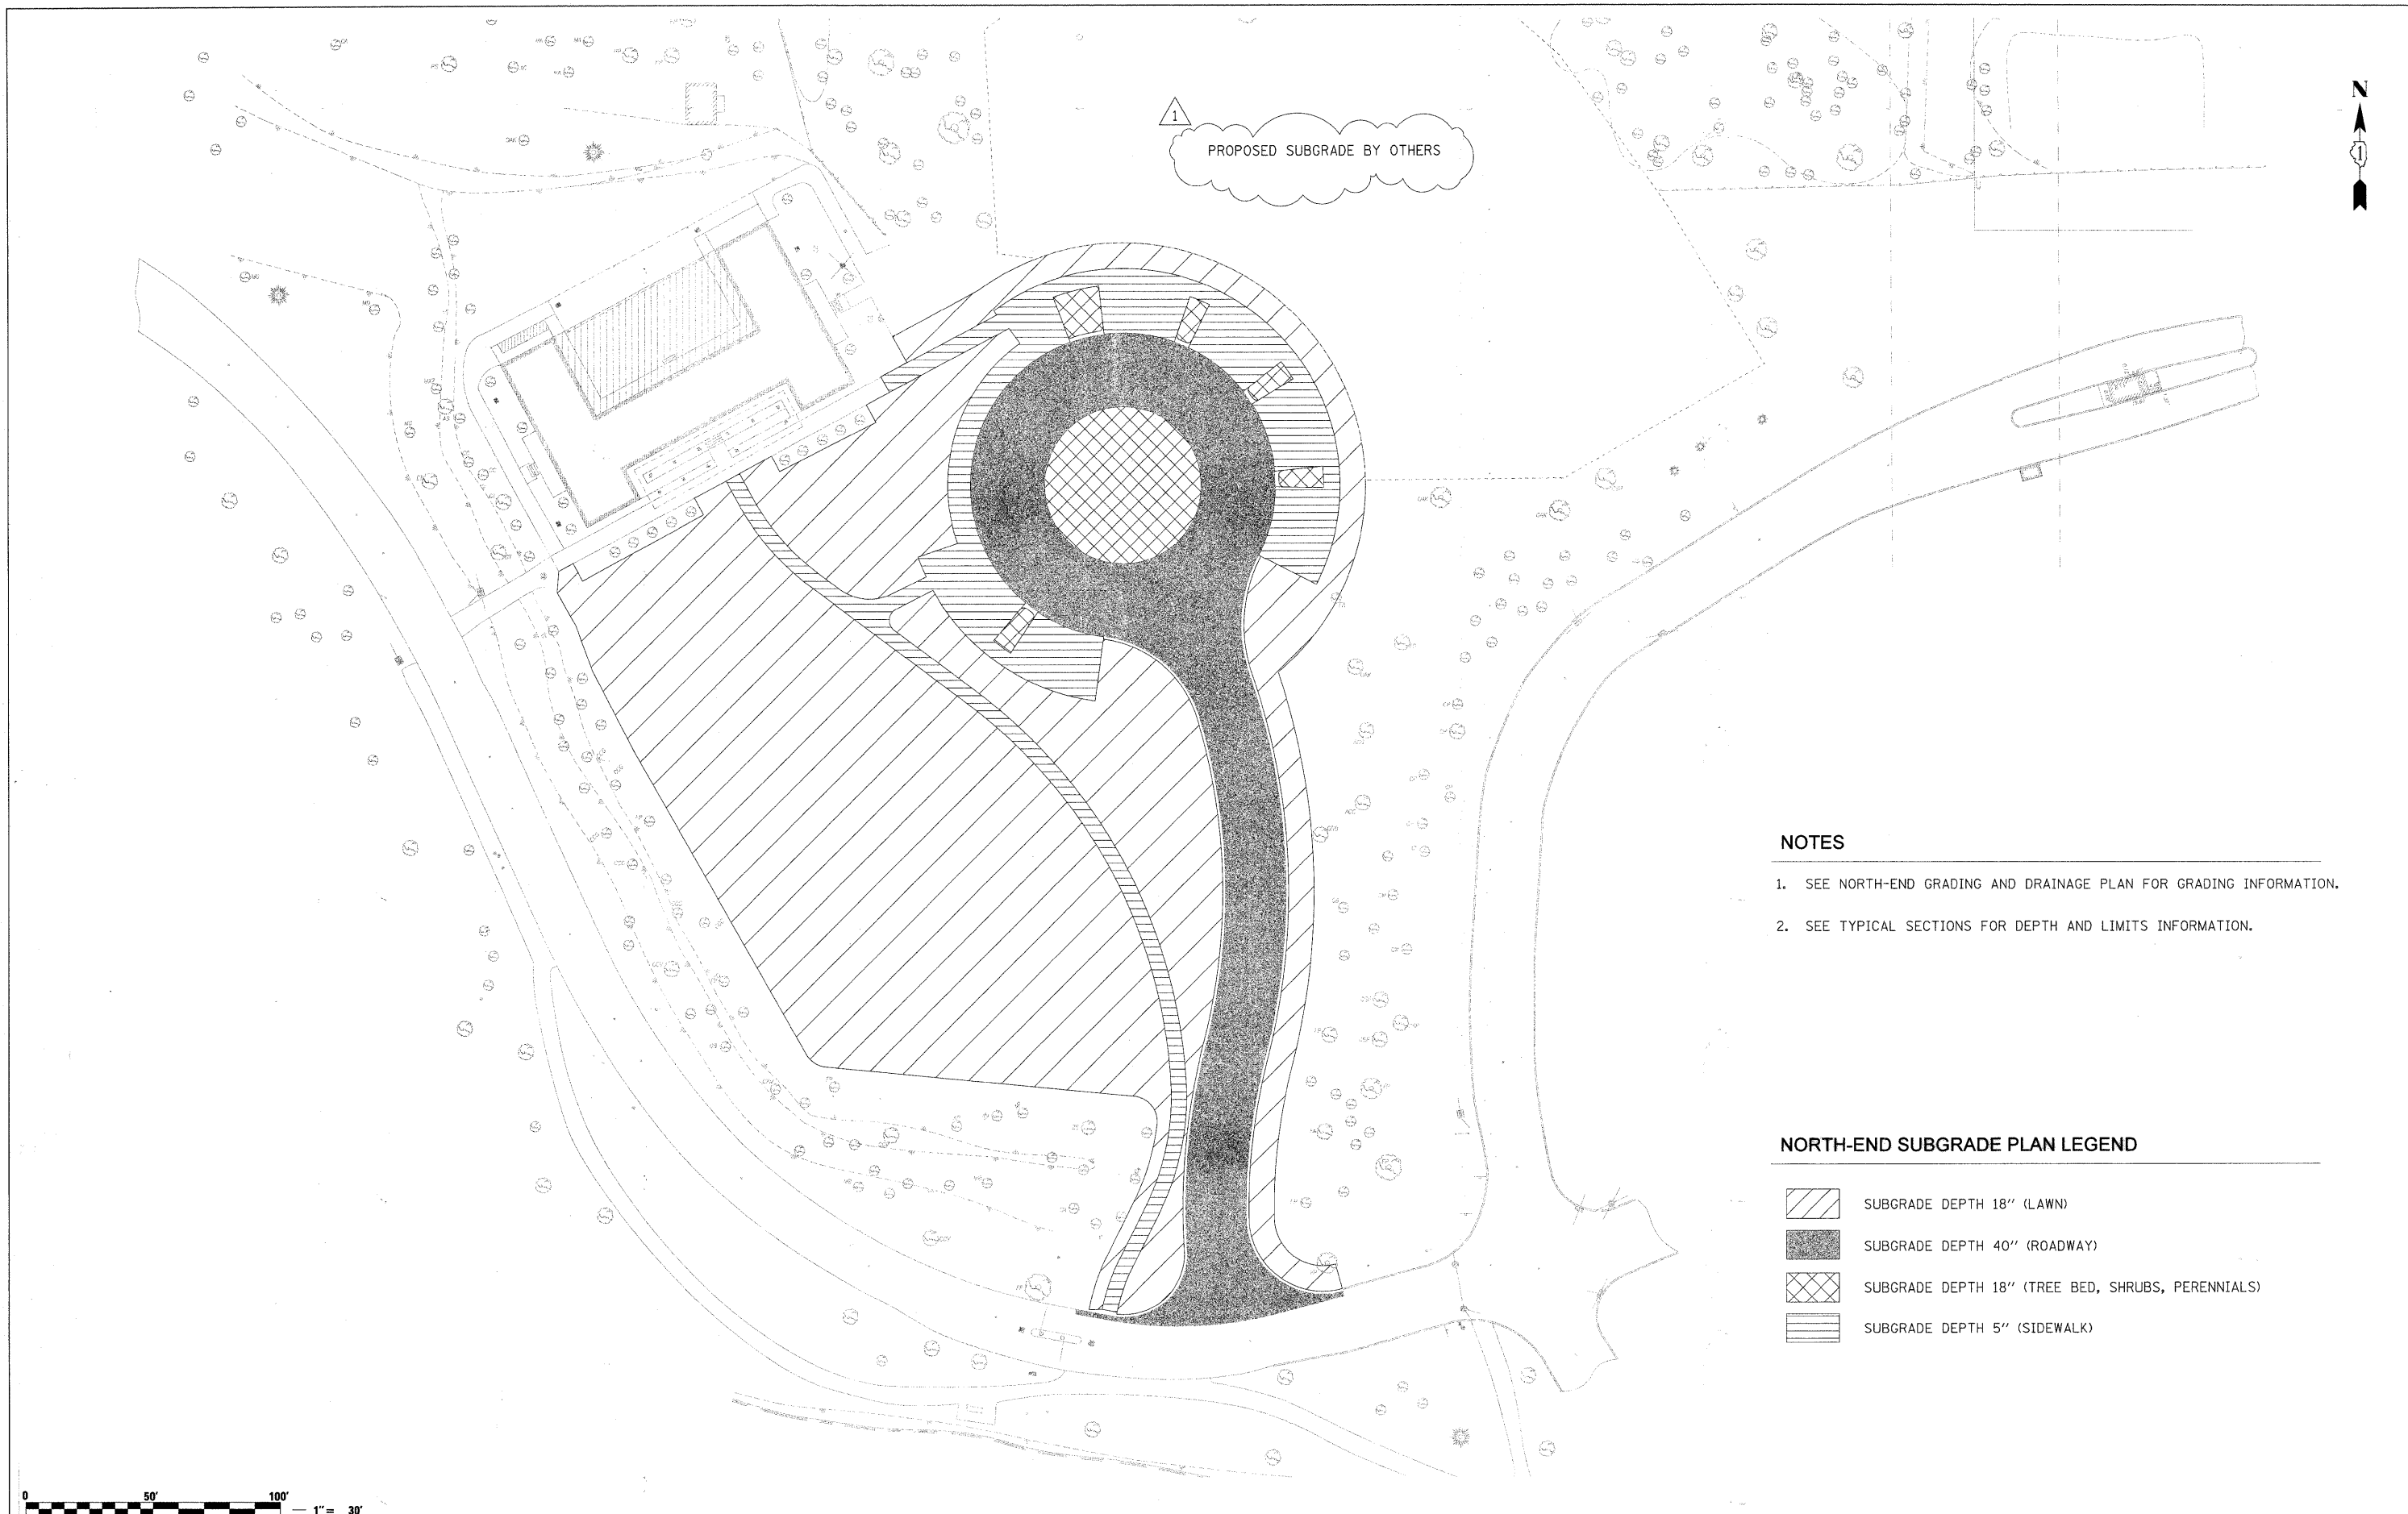 N
1
1
PROPOSED SUBGRADE BY OTHERS
NOTES
1. SEE NORTH-END GRADING AND DRAINAGE PLAN FOR GRADING INFORMATION.
2. SEE TYPICAL SECTIONS FOR DEPTH AND LIMITS INFORMATION.
NORTH-END SUBGRADE PLAN LEGEND
SUBGRADE DEPTH 18" (LAWN)
SUBGRADE DEPTH 40" (ROADWAY)
SUBGRADE DEPTH 18" (TREE BED, SHRUBS, PERENNIALS)
SUBGRADE DEPTH 5" (SIDEWALK)
0 50' 100'
1" = 30'